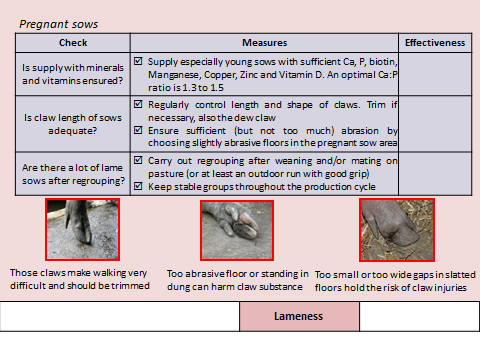 Pregnant sows
Check Measures Effectiveness
Is supply with minerals
and vitamins ensured?
☑ Supply especially young sows with sufficient Ca, P, biotin,
Manganese, Copper, Zinc and Vitamin D. An optimal Ca:P
ratio is 1.3 to 1.5
Is claw length of sows
adequate?
☑ Regularly control length and shape of claws. Trim if
necessary, also the dew claw
☑ Ensure sufficient (but not too much) abrasion by
choosing slightly abrasive floors in the pregnant sow area
Are there a lot of lame
sows after regrouping?
☑ Carry out regrouping after weaning and/or mating on
pasture (or at least an outdoor run with good grip)
☑ Keep stable groups throughout the production cycle
Those claws make walking very
difficult and should be trimmed
Too abrasive floor or standing in
dung can harm claw substance
Too small or too wide gaps in slatted
floors hold the risk of claw injuries
Lameness